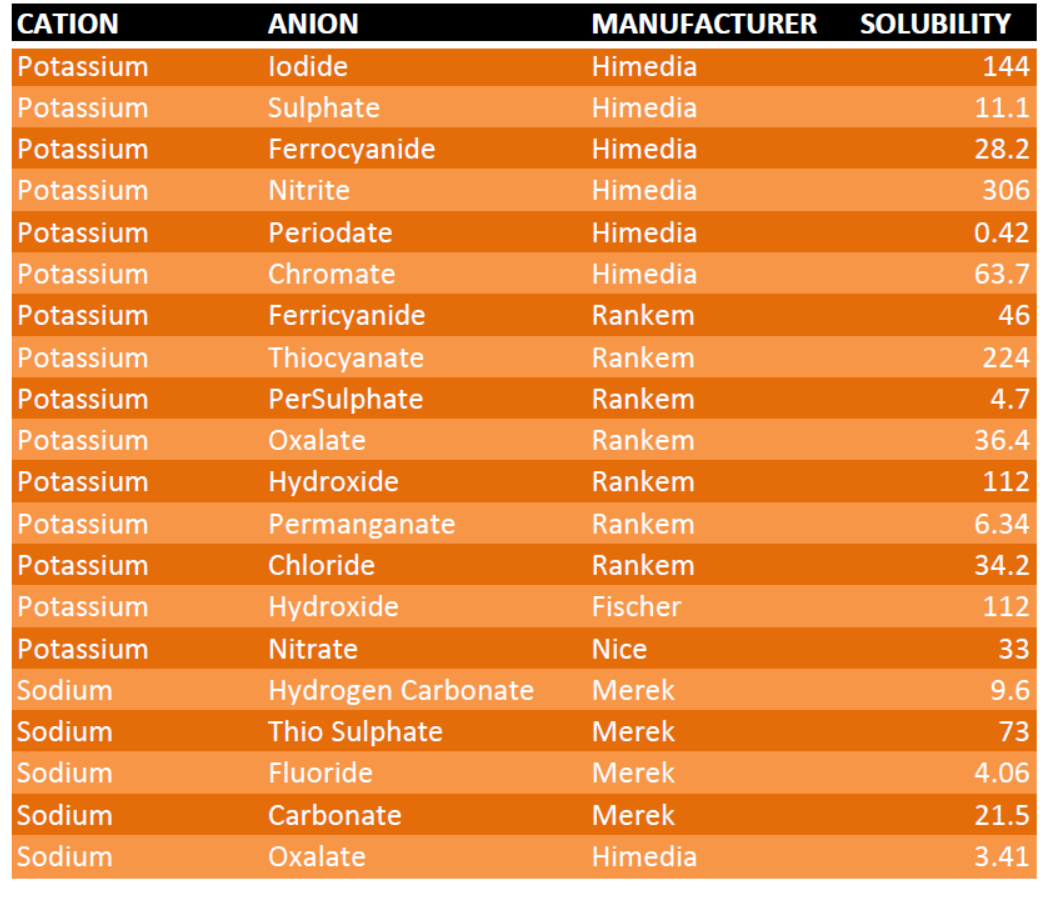 CATION ANION MANUFACTURER SOLUBILITY
Potassium Iodide Himedia 144
Potassium Sulphate Himedia 11.1
Potassium Ferrocyanide Himedia 28.2
Potassium Nitrite Himedia 306
Potassium Periodate Himedia 0.42
Potassium Chromate Himedia 63.7
Potassium Ferricyanide Rankem 46
Potassium Thiocyanate Rankem 224
Potassium PerSulphate Rankem 4.7
Potassium Oxalate Rankem 36.4
Potassium Hydroxide Rankem 112
Potassium Permanganate Rankem 6.34
Potassium Chloride Rankem 34.2
Potassium Hydroxide Fischer 112
Potassium Nitrate Nice 33
Sodium Hydrogen Carbonate Merek 9.6
Sodium Thio Sulphate Merek 73
Sodium Fluoride Merek 4.06
Sodium Carbonate Merek 21.5
Sodium Oxalate Himedia 3.41